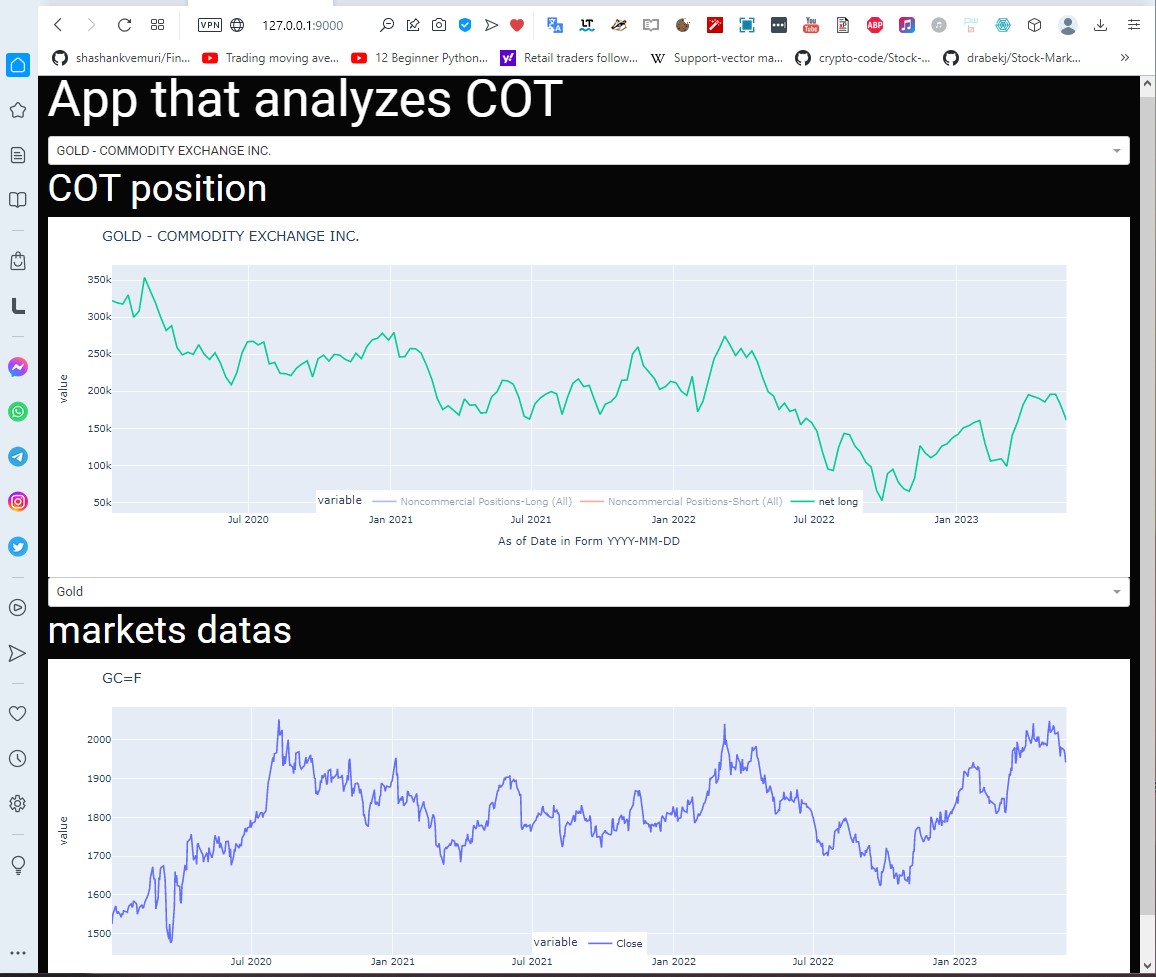 VPN 127.0.0.1:9000
shashankvemuri/Fin... Trading moving ave... 12 Beginner Python... Retail traders follow... Support-vector ma... crypto-code/Stock-... drabekj/Stock-Mark... »
App that analyzes COT
GOLD - COMMODITY EXCHANGE INC.
COT position
GOLD - COMMODITY EXCHANGE INC.
350k
300k
250k
200k
150k
100k
50k
value
variable Noncommercial Positions-Long (All) Noncommercial Positions-Short (All) net long
Jul 2020 Jan 2021 Jul 2021 Jan 2022 Jul 2022 Jan 2023
As of Date in Form YYYY-MM-DD
Gold
markets datas
GC=F
2000
1900
1800
1700
1600
1500
value
variable Close
Jul 2020 Jan 2021 Jul 2021 Jan 2022 Jul 2022 Jan 2023